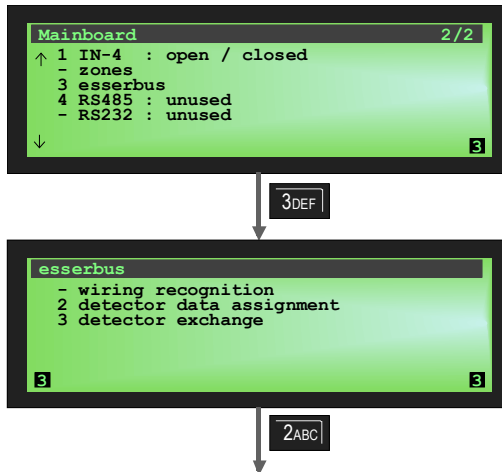 Mainboard 2/2
↑ 1 IN-4 : open / closed
- zones
3 esserbus
4 RS485 : unused
- RS232 : unused
↓ 3
3DEF
esserbus
- wiring recognition
2 detector data assignment
3 detector exchange
3 3
2ABC